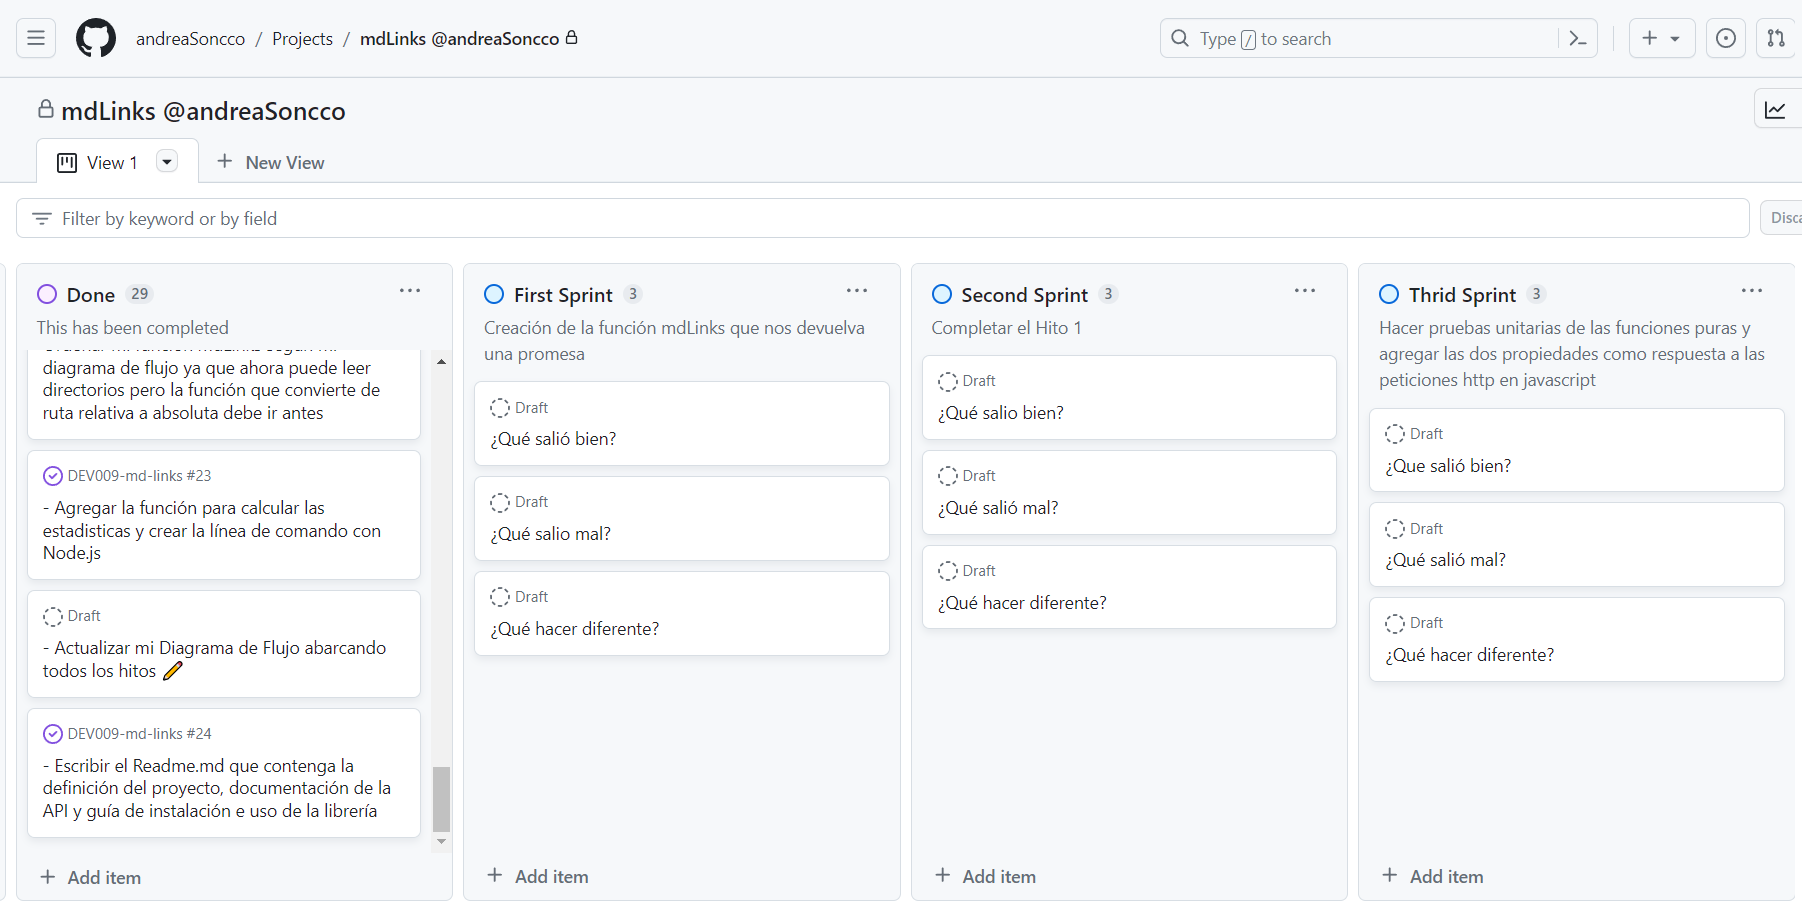 andreaSoncco / Projects / mdLinks @andreaSoncco
Type / to search
mdLinks @andreaSoncco
View 1
New View
Filter by keyword or by field
Done 29
This has been completed
diagrama de flujo ya que ahora puede leer
directorios pero la función que convierte de
ruta relativa a absoluta debe ir antes
DEV009-md-links #23
- Agregar la función para calcular las
estadisticas y crear la línea de comando con
Node.js
Draft
- Actualizar mi Diagrama de Flujo abarcando
todos los hitos
DEV009-md-links #24
- Escribir el Readme.md que contenga la
definición del proyecto, documentación de la
API y guía de instalación e uso de la librería
Add item
First Sprint 3
Creación de la función mdLinks que nos devuelva
una promesa
Draft
¿Qué salió bien?
Draft
¿Qué salio mal?
Draft
¿Qué hacer diferente?
Add item
Second Sprint 3
Completar el Hito 1
Draft
¿Qué salio bien?
Draft
¿Qué salió mal?
Draft
¿Qué hacer diferente?
Add item
Thrid Sprint 3
Hacer pruebas unitarias de las funciones puras y
agregar las dos propiedades como respuesta a las
peticiones http en javascript
Draft
¿Que salió bien?
Draft
¿Qué salió mal?
Draft
¿Qué hacer diferente?
Add item